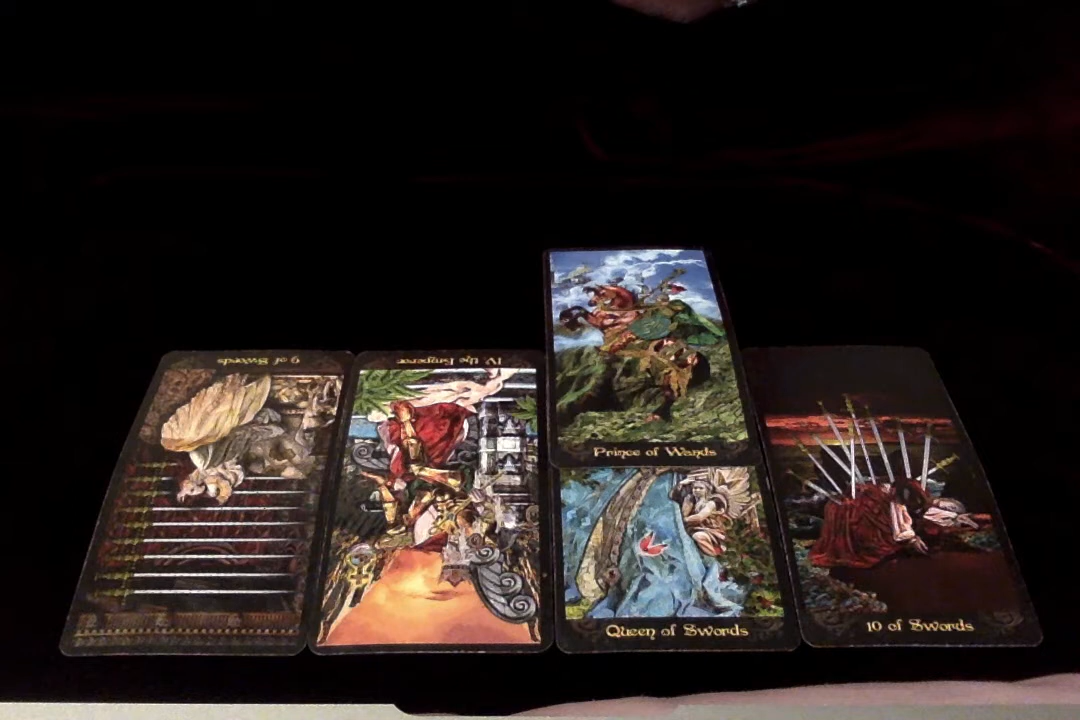 9 of Swords
IV the Emperor
Prince of Wands
Queen of Swords
10 of Swords